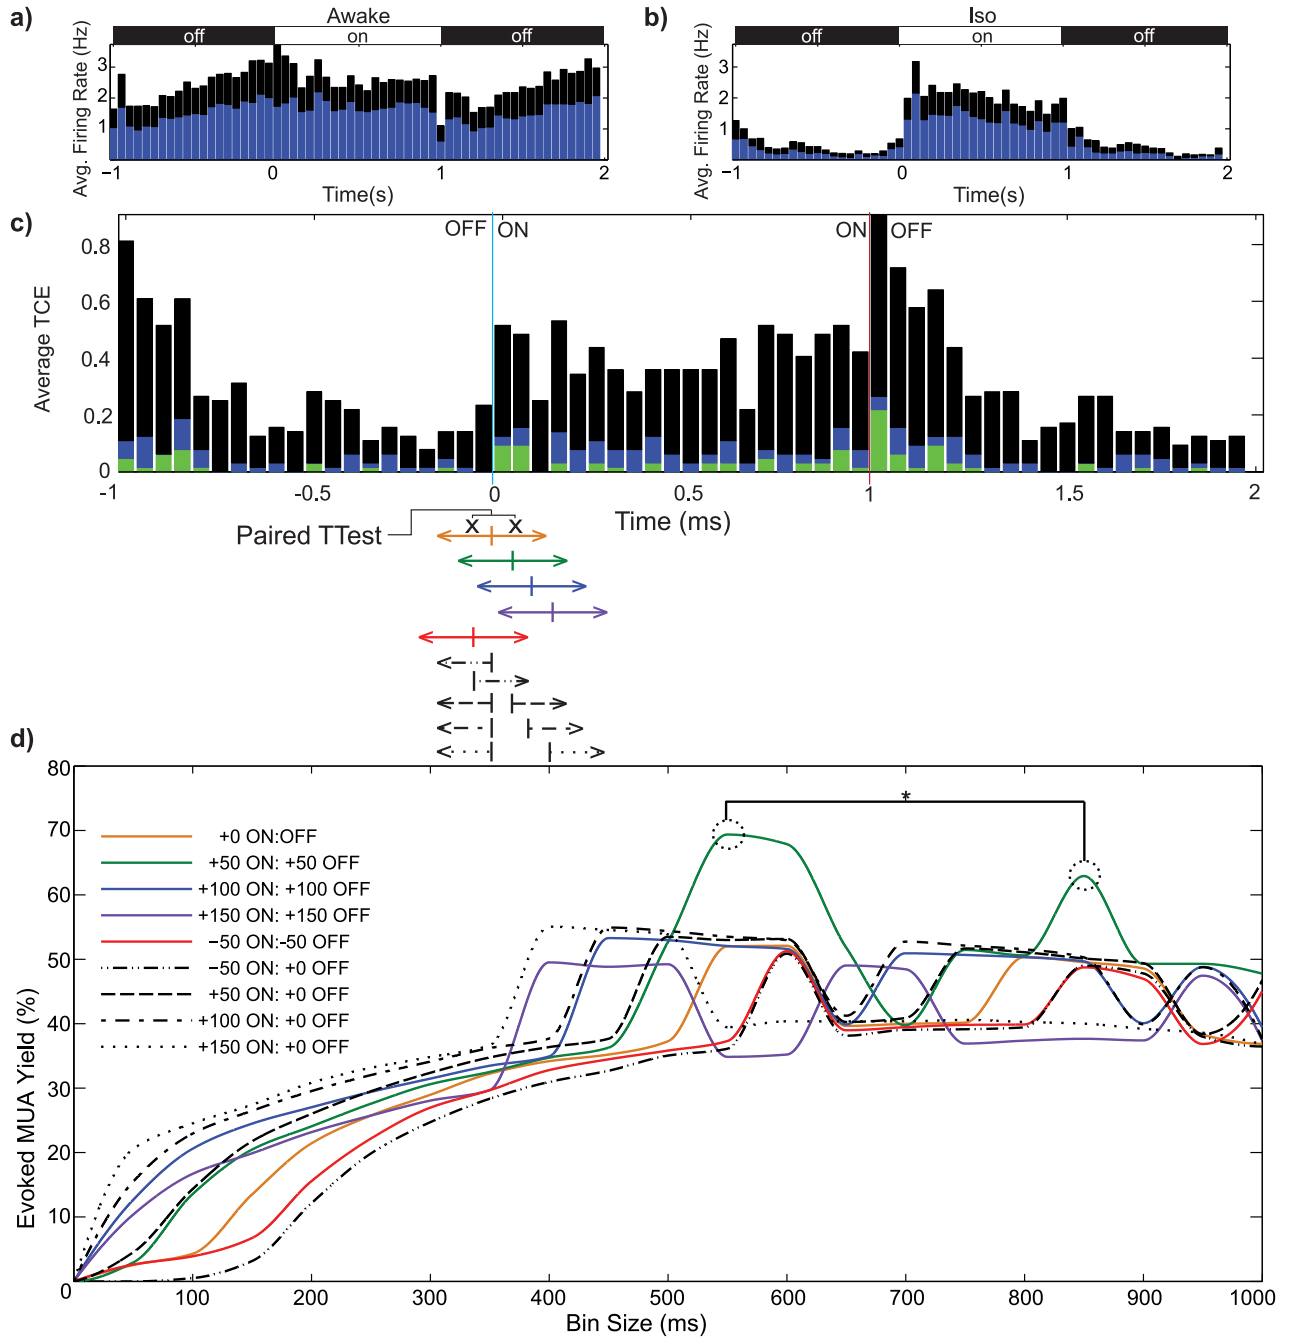 a)
Awake
off on off
Avg. Firing Rate (Hz)
3
2
1
−1 0 1 2
Time(s)
b)
Iso
off on off
Avg. Firing Rate (Hz)
3
2
1
−1 0 1 2
Time(s)
c)
OFF ON ON OFF
Average TCE
0.8
0.6
0.4
0.2
0
-1 -0.5 0 0.5 1 1.5 2
Time (ms)
x x
Paired TTest
d)
Evoked MUA Yield (%)
80
70
60
50
40
30
20
10
0
*
+0 ON:OFF
+50 ON: +50 OFF
+100 ON: +100 OFF
+150 ON: +150 OFF
−50 ON:-50 OFF
−50 ON: +0 OFF
+50 ON: +0 OFF
+100 ON: +0 OFF
+150 ON: +0 OFF
100 200 300 400 500 600 700 800 900 1000
Bin Size (ms)